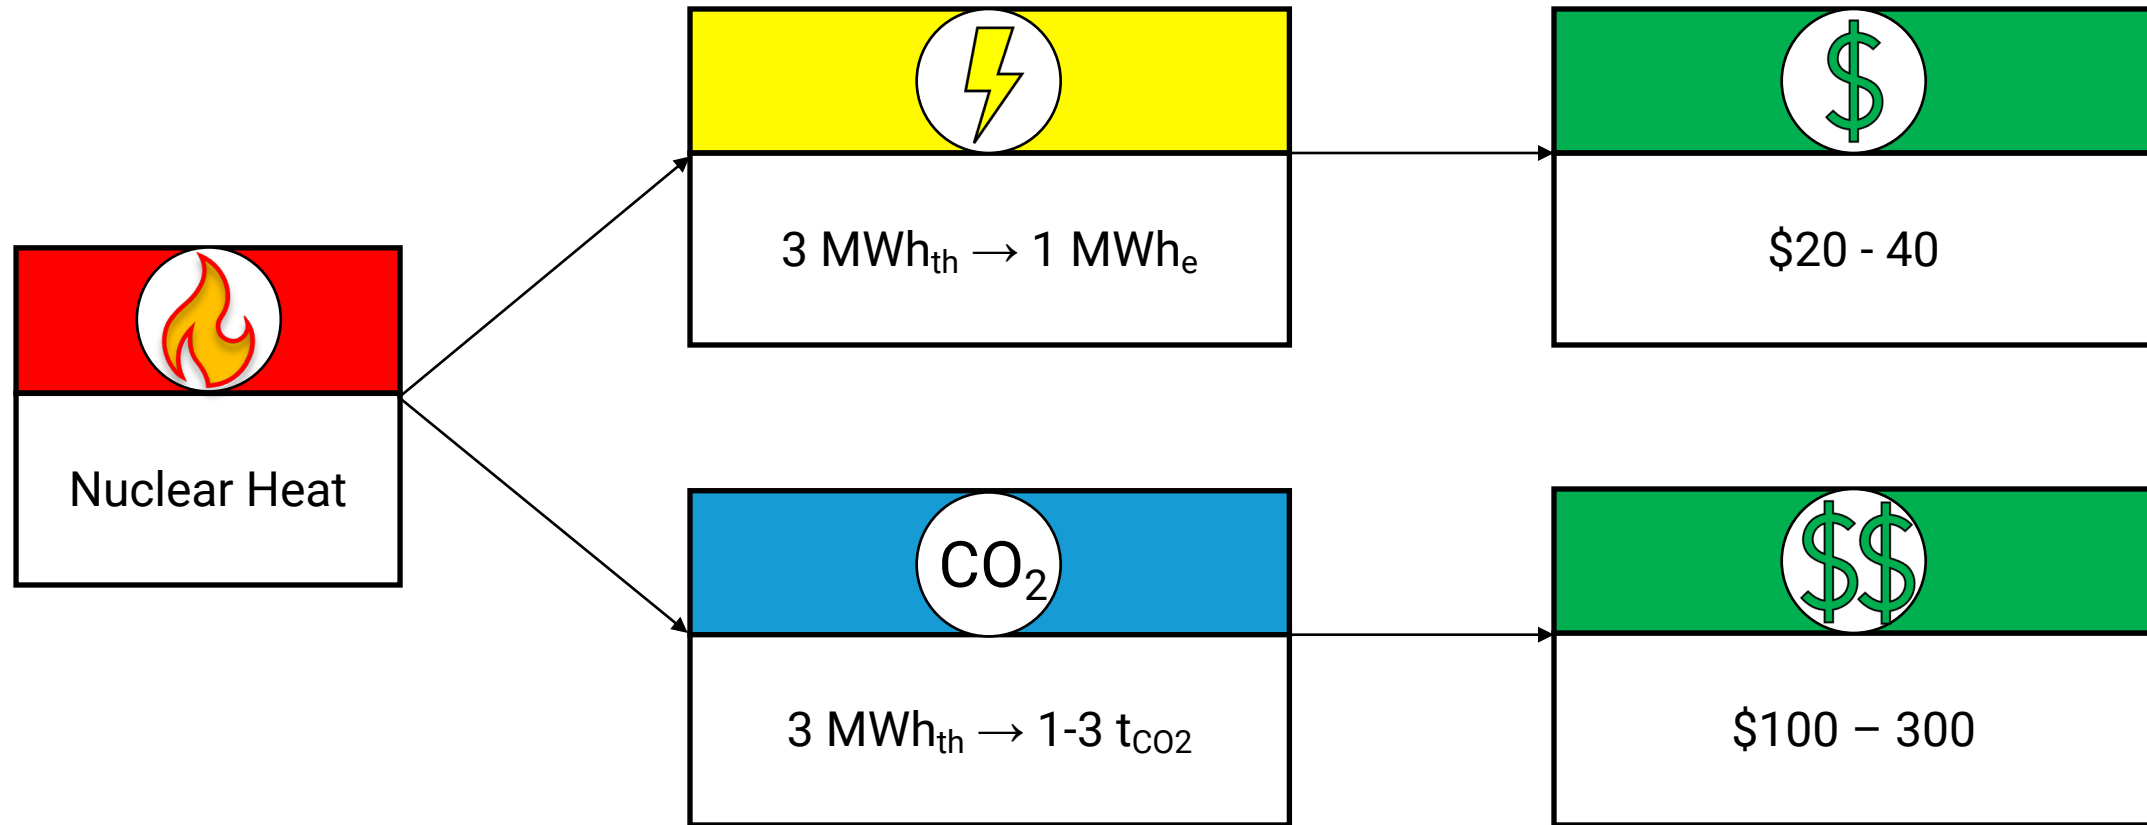 $
3 MWhth → 1 MWhe
$20 - 40
Nuclear Heat
CO2
$$
3 MWhth → 1-3 tCO2
$100 – 300